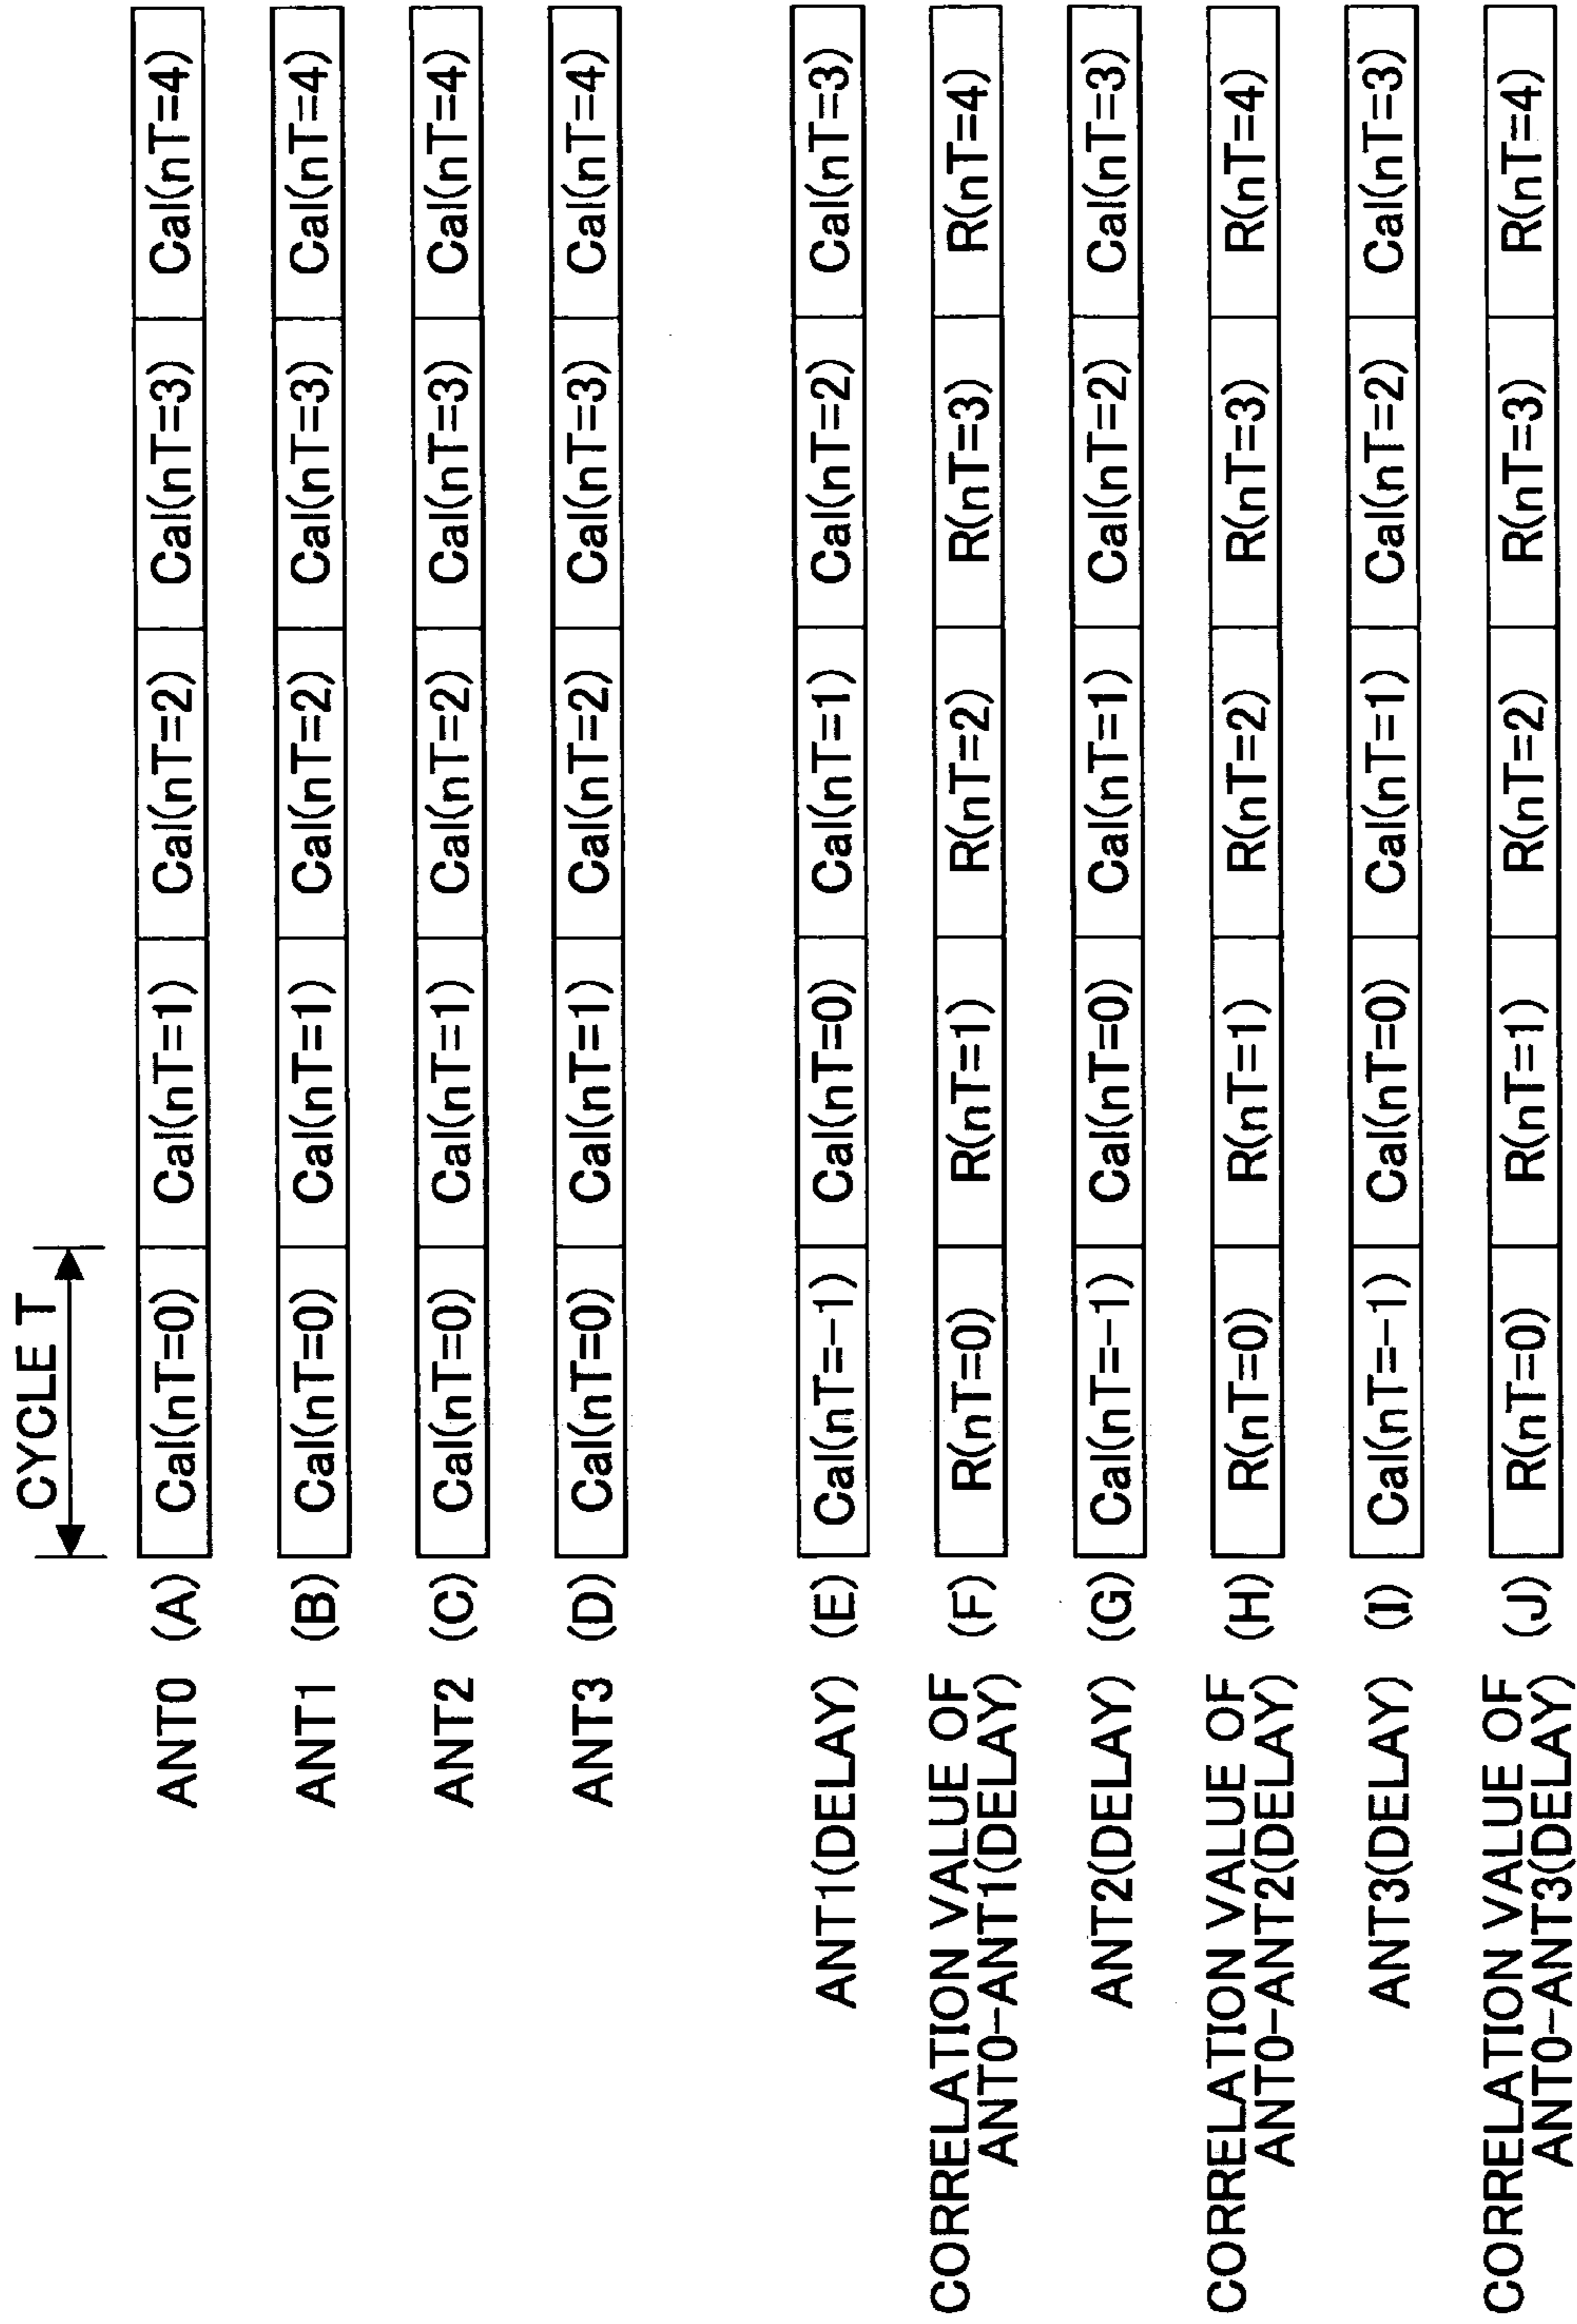 CYCLE T
ANT0 (A) Cal(nT=0) Cal(nT=1) Cal(nT=2) Cal(nT=3) Cal(nT=4)
ANT1 (B) Cal(nT=0) Cal(nT=1) Cal(nT=2) Cal(nT=3) Cal(nT=4)
ANT2 (C) Cal(nT=0) Cal(nT=1) Cal(nT=2) Cal(nT=3) Cal(nT=4)
ANT3 (D) Cal(nT=0) Cal(nT=1) Cal(nT=2) Cal(nT=3) Cal(nT=4)
ANT1(DELAY) (E) Cal(nT=-1) Cal(nT=0) Cal(nT=1) Cal(nT=2) Cal(nT=3)
CORRELATION VALUE OF
ANT0-ANT1(DELAY) (F) R(nT=0) R(nT=1) R(nT=2) R(nT=3) R(nT=4)
ANT2(DELAY) (G) Cal(nT=-1) Cal(nT=0) Cal(nT=1) Cal(nT=2) Cal(nT=3)
CORRELATION VALUE OF
ANT0-ANT2(DELAY) (H) R(nT=0) R(nT=1) R(nT=2) R(nT=3) R(nT=4)
ANT3(DELAY) (I) Cal(nT=-1) Cal(nT=0) Cal(nT=1) Cal(nT=2) Cal(nT=3)
CORRELATION VALUE OF
ANT0-ANT3(DELAY) (J) R(nT=0) R(nT=1) R(nT=2) R(nT=3) R(nT=4)